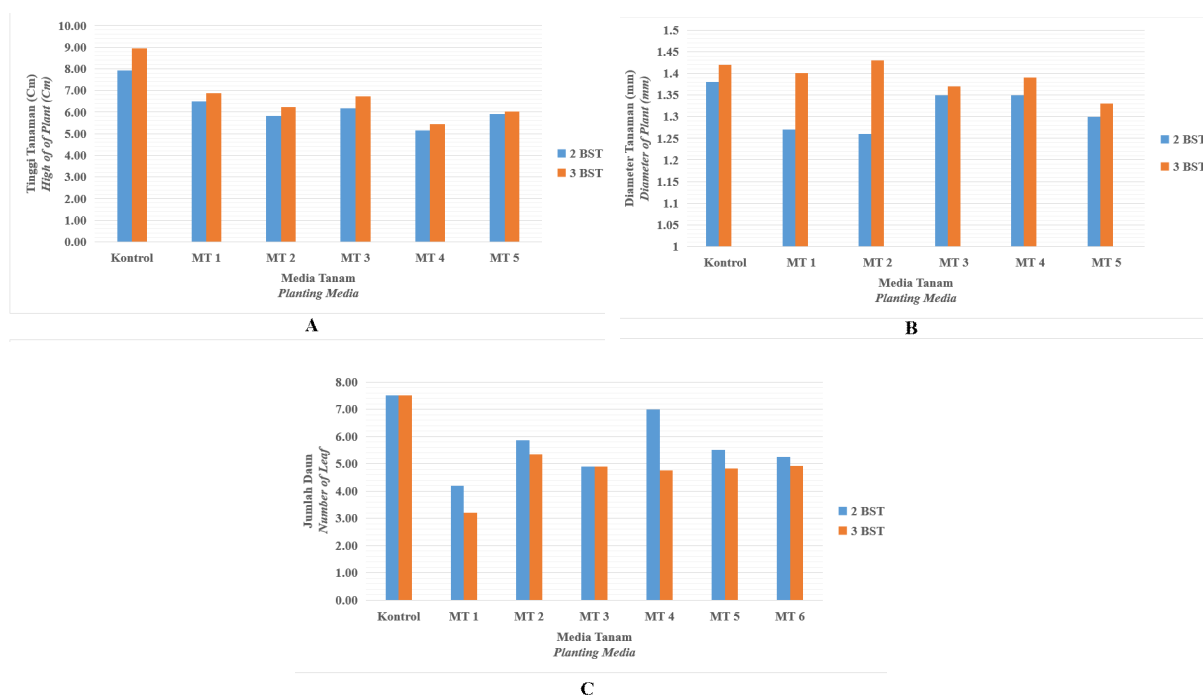 10.00
9.00
8.00
7.00
6.00
5.00
4.00
3.00
2.00
1.00
0.00
Tinggi Tanaman (Cm)
High of of Plant (Cm)
Kontrol MT 1 MT 2 MT 3 MT 4 MT 5
Media Tanam
Planting Media
2 BST
3 BST
A
1.5
1.45
1.4
1.35
1.3
1.25
1.2
1.15
1.1
1.05
1
Diameter Tanaman (mm)
Diameter of Plant (mm)
Kontrol MT 1 MT 2 MT 3 MT 4 MT 5
Media Tanam
Planting Media
2 BST
3 BST
B
8.00
7.00
6.00
5.00
4.00
3.00
2.00
1.00
0.00
Jumlah Daun
Number of Leaf
Kontrol MT 1 MT 2 MT 3 MT 4 MT 5 MT 6
Media Tanam
Planting Media
2 BST
3 BST
C